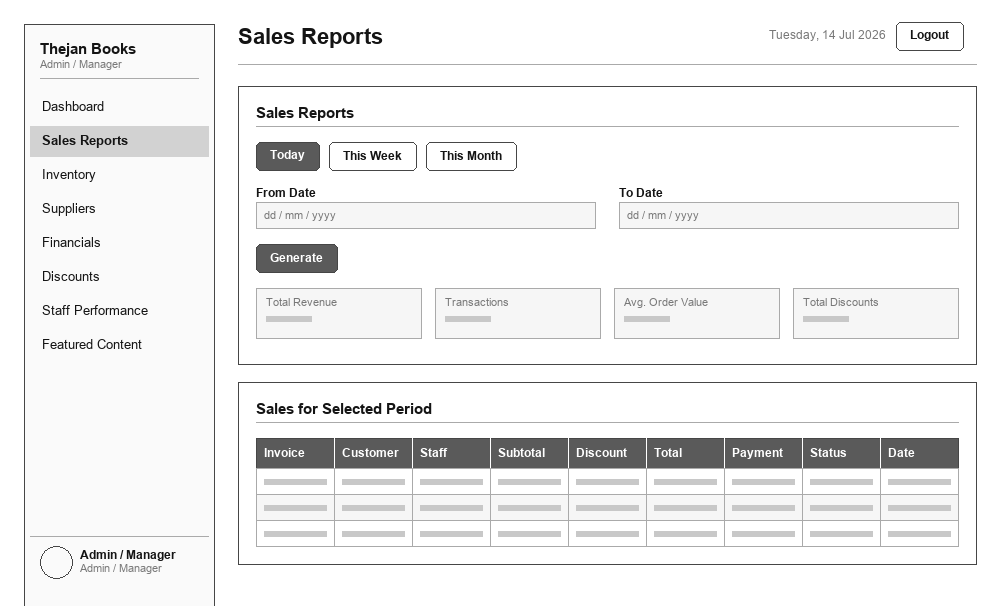 Thejan Books
Admin / Manager
Dashboard
Sales Reports
Inventory
Suppliers
Financials
Discounts
Staff Performance
Featured Content
Admin / Manager
Admin / Manager
Sales Reports
Tuesday, 14 Jul 2026
Logout
Sales Reports
Today
This Week
This Month
From Date
To Date
dd / mm / yyyy
dd / mm / yyyy
Generate
Total Revenue
Transactions
Avg. Order Value
Total Discounts
Sales for Selected Period
Invoice Customer Staff Subtotal Discount Total Payment Status Date